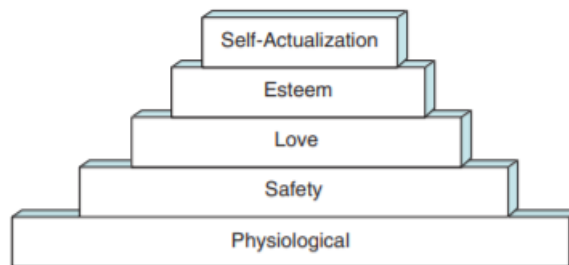 Self-Actualization
Esteem
Love
Safety
Physiological